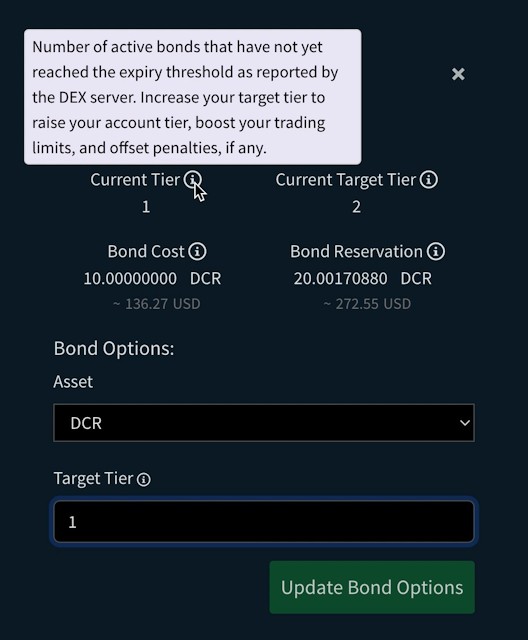 Number of active bonds that have not yet
reached the expiry threshold as reported by
the DEX server. Increase your target tier to
raise your account tier, boost your trading
limits, and offset penalties, if any.
Current Tier
Current Target Tier
1
2
Bond Cost
Bond Reservation
10.00000000 DCR
20.00170880 DCR
~ 136.27 USD
~ 272.55 USD
Bond Options:
Asset
DCR
Target Tier
1
Update Bond Options